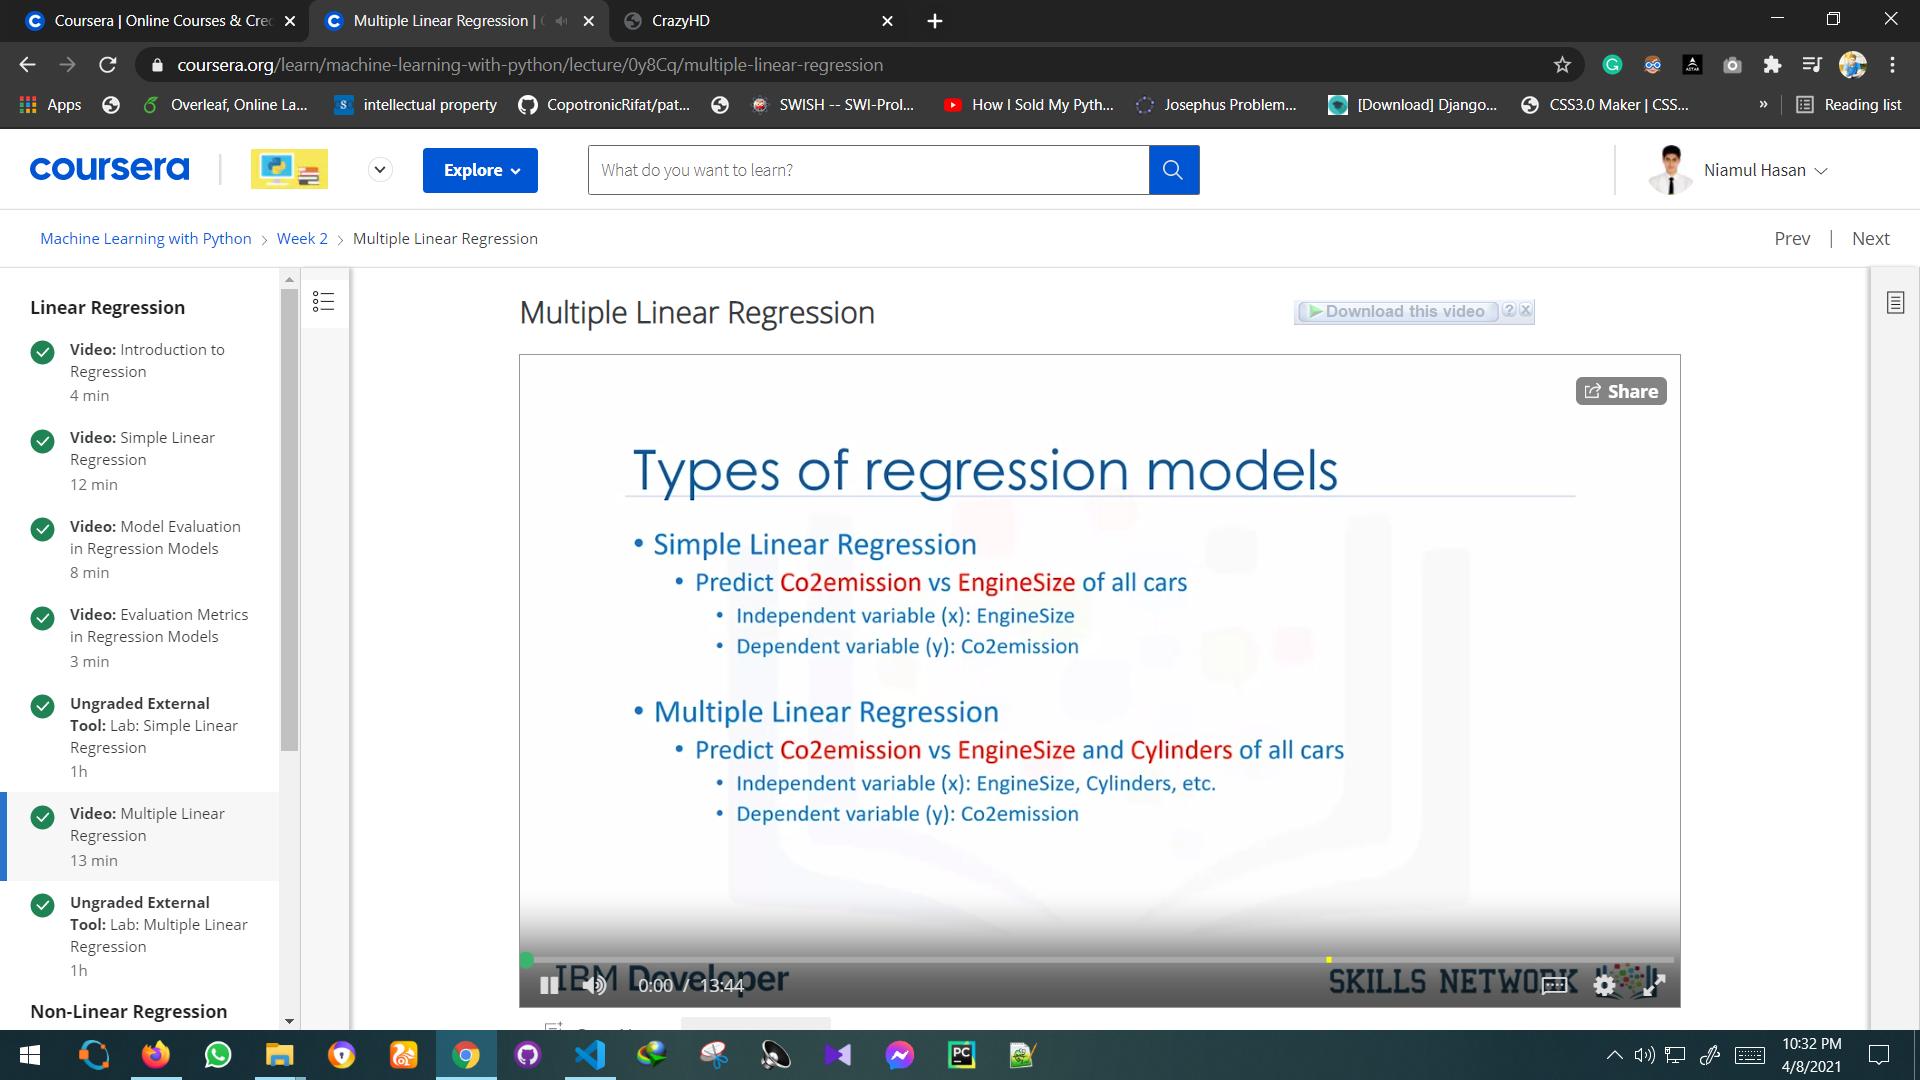 Coursera | Online Courses & Crec
Multiple Linear Regression |
CrazyHD
coursera.org/learn/machine-learning-with-python/lecture/0y8Cq/multiple-linear-regression
Apps
Overleaf, Online La...
intellectual property
CopotronicRifat/pat...
SWISH -- SWI-Prol...
How I Sold My Pyth...
Josephus Problem...
[Download] Django...
CSS3.0 Maker | CSS...
»
Reading list
coursera
Explore
What do you want to learn?
Niamul Hasan
Machine Learning with Python > Week 2 > Multiple Linear Regression
Prev | Next
Linear Regression
Video: Introduction to
Regression
4 min
Video: Simple Linear
Regression
12 min
Video: Model Evaluation
in Regression Models
8 min
Video: Evaluation Metrics
in Regression Models
3 min
Ungraded External
Tool: Lab: Simple Linear
Regression
1h
Video: Multiple Linear
Regression
13 min
Ungraded External
Tool: Lab: Multiple Linear
Regression
1h
Non-Linear Regression
Multiple Linear Regression
Download this video ? x
Share
Types of regression models
• Simple Linear Regression
• Predict Co2emission vs EngineSize of all cars
• Independent variable (x): EngineSize
• Dependent variable (y): Co2emission
• Multiple Linear Regression
• Predict Co2emission vs EngineSize and Cylinders of all cars
• Independent variable (x): EngineSize, Cylinders, etc.
• Dependent variable (y): Co2emission
IBM Developer
SKILLS NETWORK
0:00 / 13:44
10:32 PM
4/8/2021